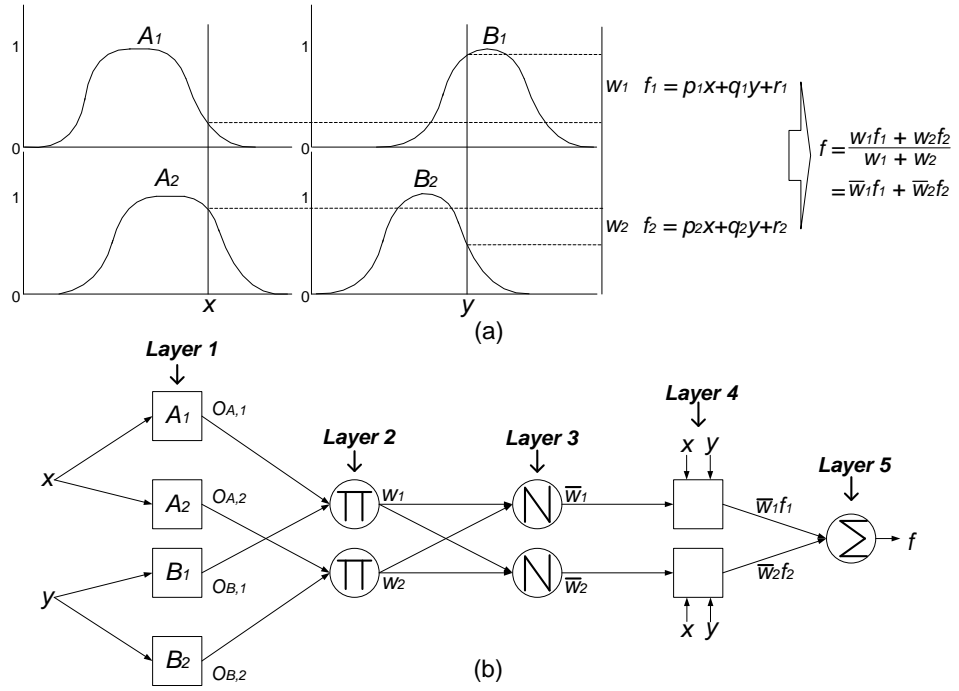 A1
B1
1
1
w1 f1 = p1x+q1y+r1
0
0
f = w1f1 + w2f2 / w1 + w2
= w̅1f1 + w̅2f2
A2
B2
1
1
w2 f2 = p2x+q2y+r2
0
0
x
y
(a)
Layer 1
A1
OA,1
Layer 2
Layer 3
Layer 4
x y
Layer 5
x
A2
OA,2
∏
w1
N
w̅1
w̅1f1
∑
f
y
B1
OB,1
∏
w2
N
w̅2
w̅2f2
x y
B2
OB,2
(b)